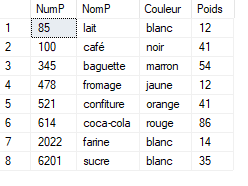 NumP NomP Couleur Poids
1 85 lait blanc 12
2 100 café noir 41
3 345 baguette marron 54
4 478 fromage jaune 12
5 521 confiture orange 41
6 614 coca-cola rouge 86
7 2022 farine blanc 14
8 6201 sucre blanc 35